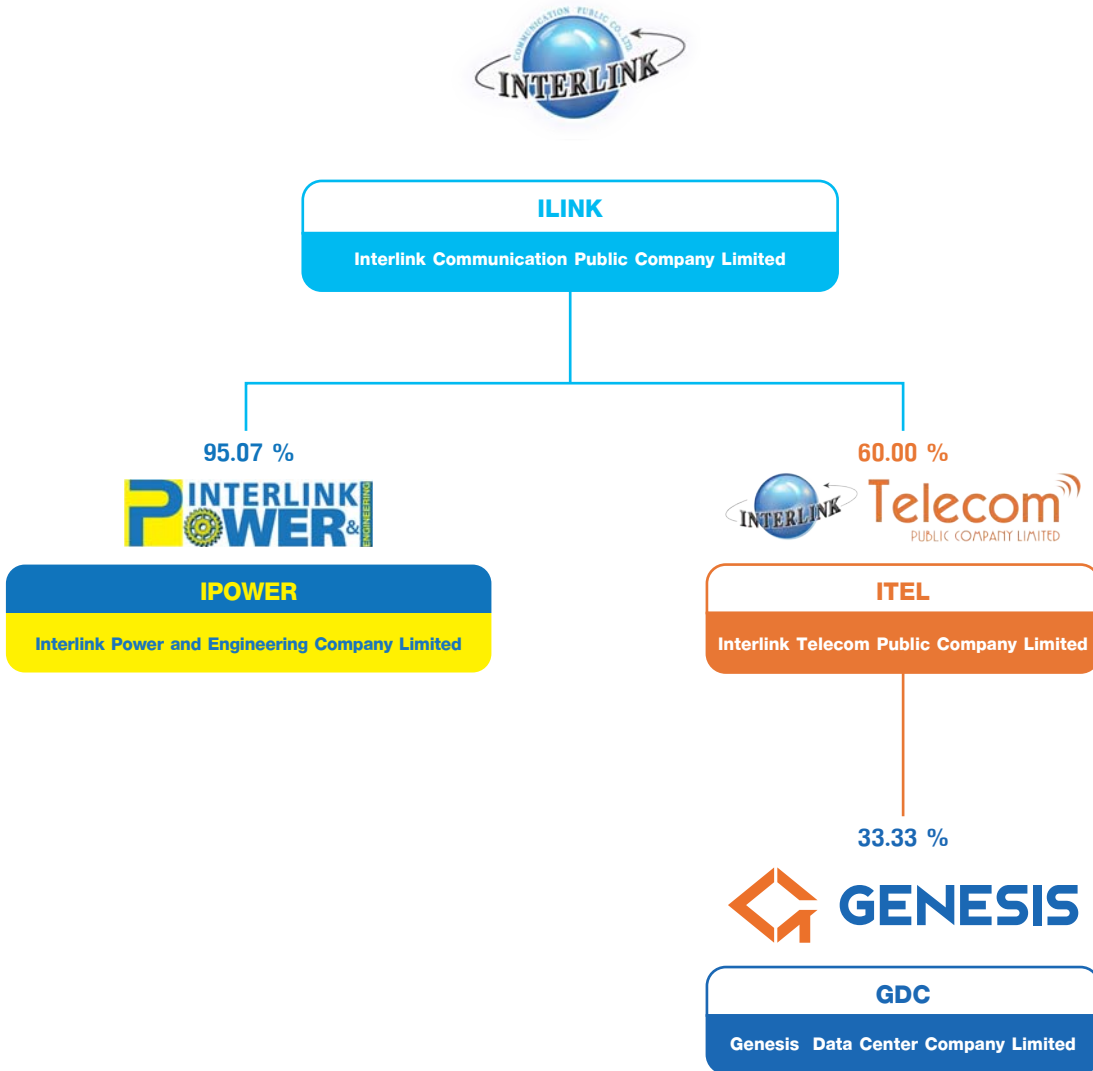 COMMUNICATION PUBLIC CO.,LTD.
INTERLINK
ILINK
Interlink Communication Public Company Limited
95.07 %
60.00 %
INTERLINK
POWER &
ENGINEERING
INTERLINK
Telecom
PUBLIC COMPANY LIMITED
IPOWER
Interlink Power and Engineering Company Limited
ITEL
Interlink Telecom Public Company Limited
33.33 %
GENESIS
GDC
Genesis Data Center Company Limited